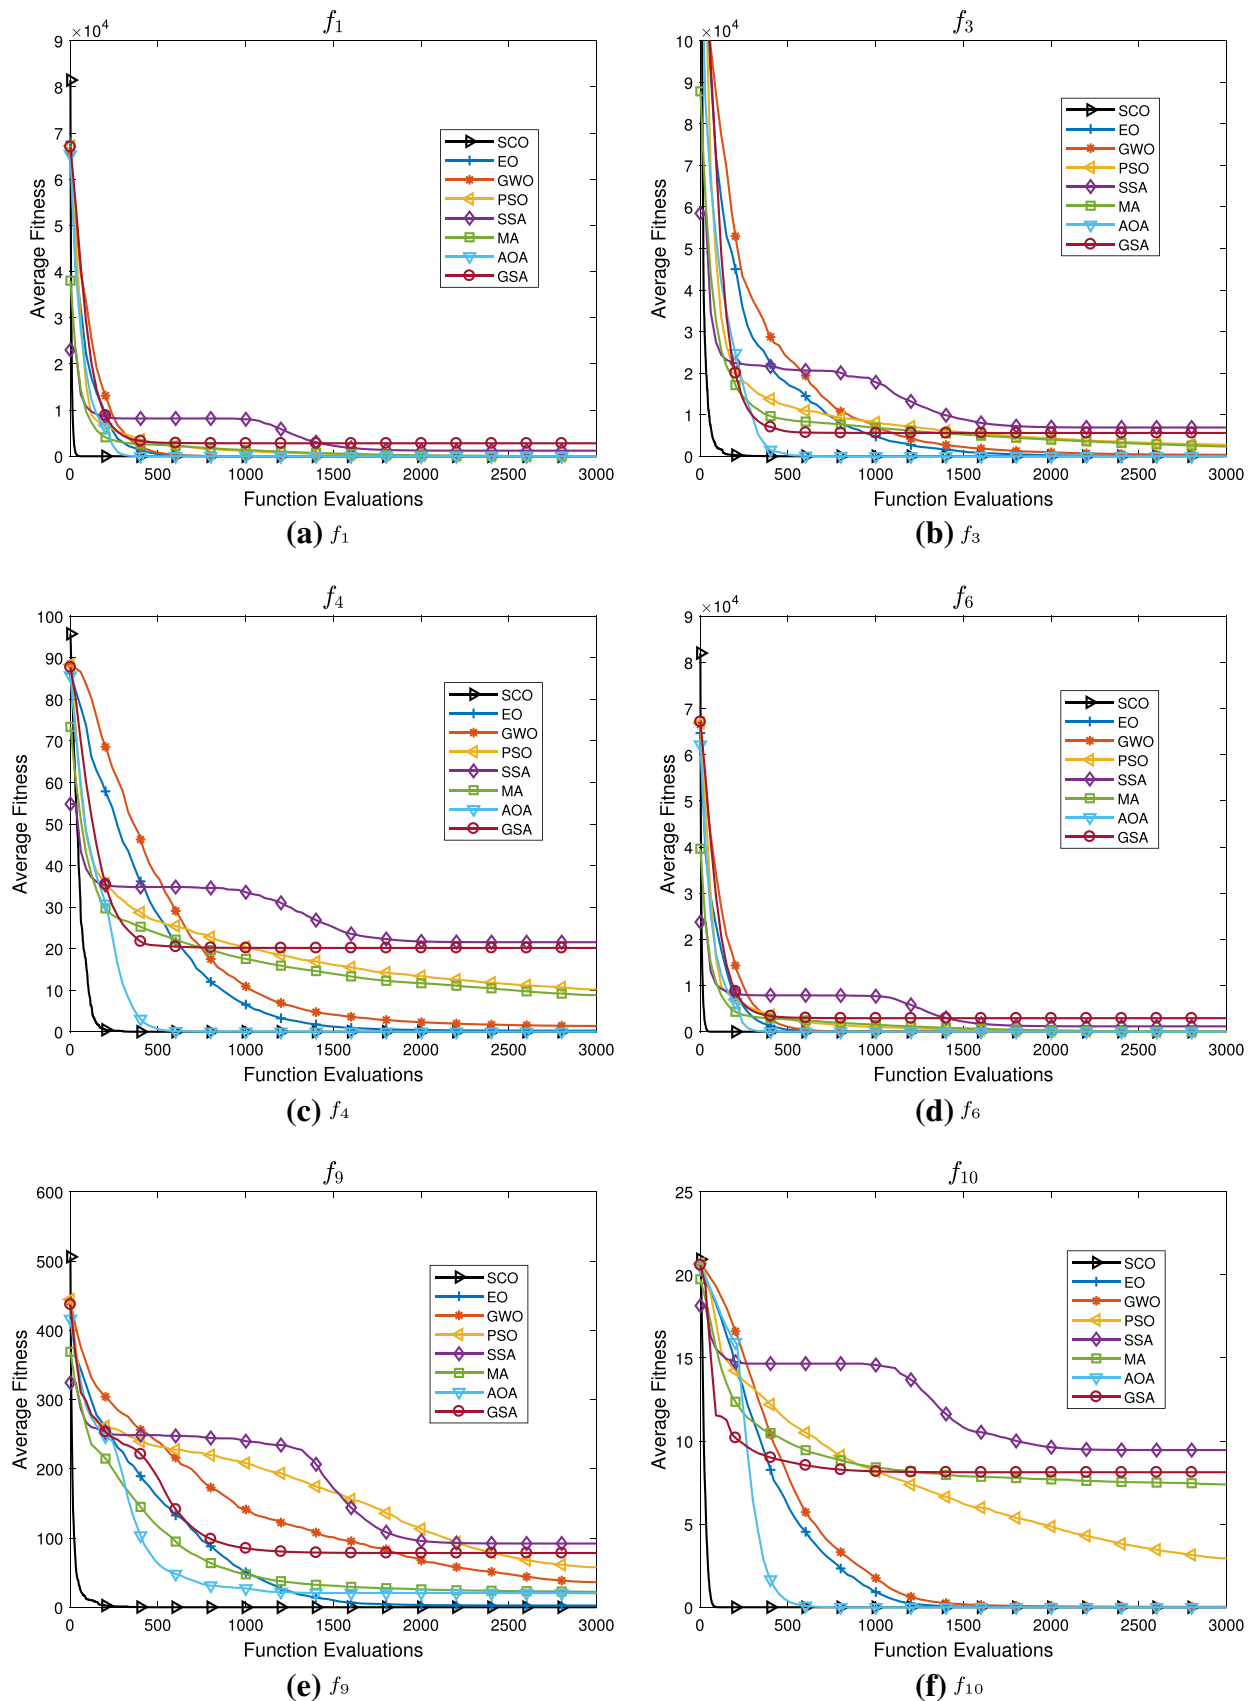 f1
×10^4
9
8
7
6
5
4
3
2
1
0
Average Fitness
SCO
EO
GWO
PSO
SSA
MA
AOA
GSA
0 500 1000 1500 2000 2500 3000
Function Evaluations
(a) f1
f3
×10^4
10
9
8
7
6
5
4
3
2
1
0
Average Fitness
SCO
EO
GWO
PSO
SSA
MA
AOA
GSA
0 500 1000 1500 2000 2500 3000
Function Evaluations
(b) f3
f4
100
90
80
70
60
50
40
30
20
10
0
Average Fitness
SCO
EO
GWO
PSO
SSA
MA
AOA
GSA
0 500 1000 1500 2000 2500 3000
Function Evaluations
(c) f4
f6
×10^4
9
8
7
6
5
4
3
2
1
0
Average Fitness
SCO
EO
GWO
PSO
SSA
MA
AOA
GSA
0 500 1000 1500 2000 2500 3000
Function Evaluations
(d) f6
f9
600
500
400
300
200
100
0
Average Fitness
SCO
EO
GWO
PSO
SSA
MA
AOA
GSA
0 500 1000 1500 2000 2500 3000
Function Evaluations
(e) f9
f10
25
20
15
10
5
0
Average Fitness
SCO
EO
GWO
PSO
SSA
MA
AOA
GSA
0 500 1000 1500 2000 2500 3000
Function Evaluations
(f) f10